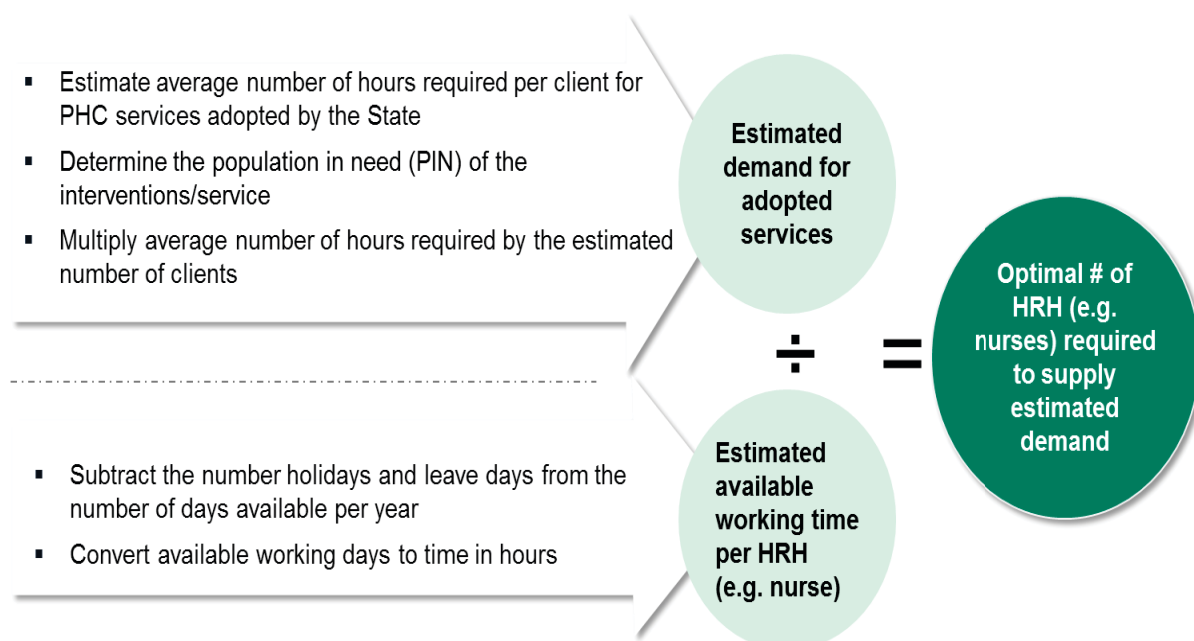 ▪ Estimate average number of hours required per client for
PHC services adopted by the State
▪ Determine the population in need (PIN) of the
interventions/service
▪ Multiply average number of hours required by the estimated
number of clients
Estimated
demand for
adopted
services
÷
=
Optimal # of
HRH (e.g.
nurses) required
to supply
estimated
demand
▪ Subtract the number holidays and leave days from the
number of days available per year
▪ Convert available working days to time in hours
Estimated
available
working time
per HRH
(e.g. nurse)